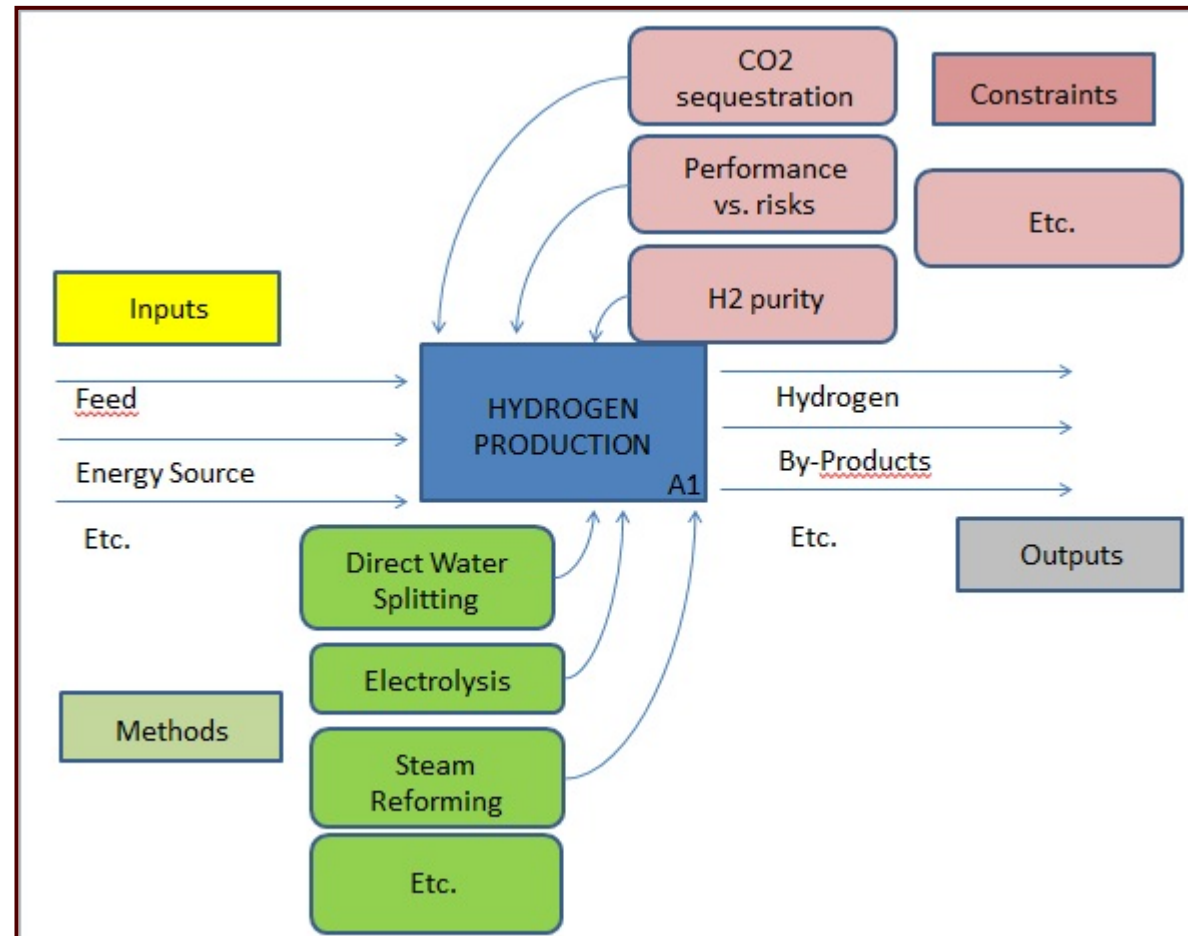 CO2
sequestration
Constraints
Performance
vs. risks
Etc.
H2 purity
Inputs
Feed
Energy Source
Etc.
HYDROGEN
PRODUCTION
A1
Hydrogen
By-Products
Etc.
Outputs
Direct Water
Splitting
Electrolysis
Methods
Steam
Reforming
Etc.